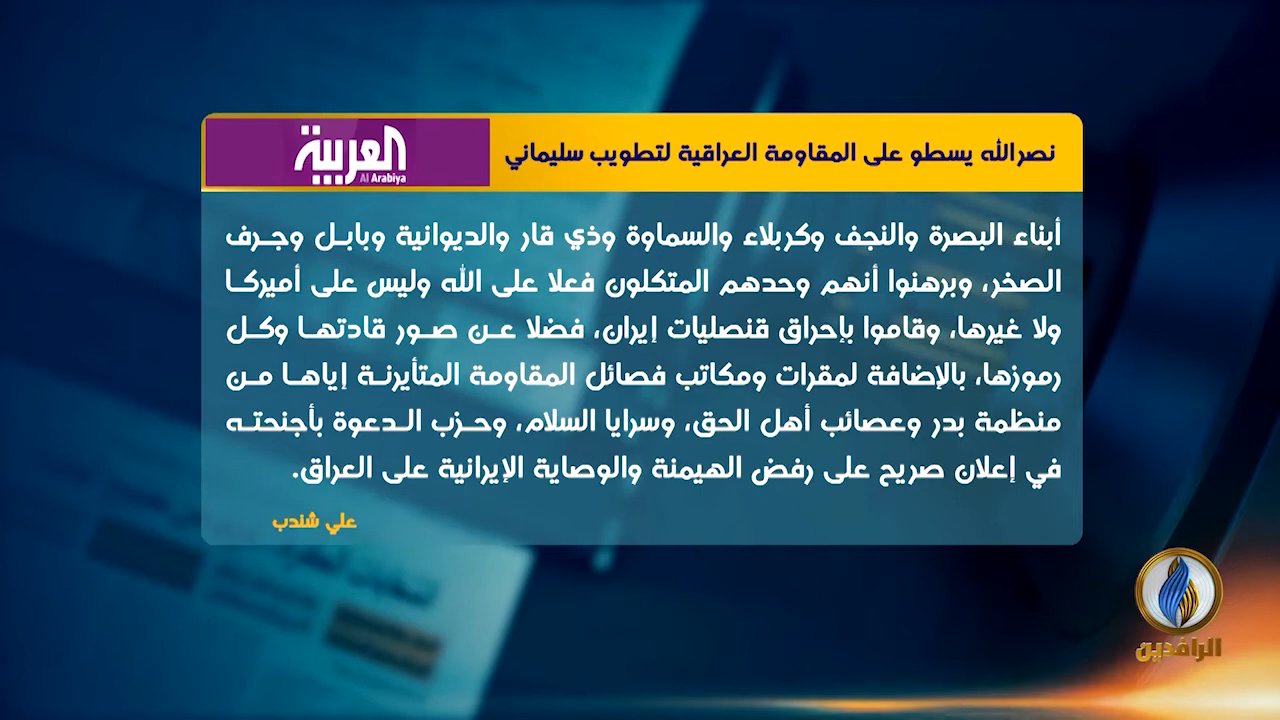 نصرالله يسطو على المقاومة العراقية لتطويب سليماني
العربية
Al Arabiya
أبناء البصرة والنجف وكربلاء والسماوة وذي قار والديوانية وبابل وجرف
الصخر، وبرهنوا أنهم وحدهم المتكلون فعلا على الله وليس على أميركا
ولا غيرها، وقاموا بإحراق قنصليات إيران، فضلا عن صور قادتها وكل
رموزها، بالإضافة لمقرات ومكاتب فصائل المقاومة المتأيرنة إياها من
منظمة بدر وعصائب أهل الحق، وسرايا السلام، وحزب الدعوة بأجنحته
في إعلان صريح على رفض الهيمنة والوصاية الإيرانية على العراق.
علي شندب
الرافدين